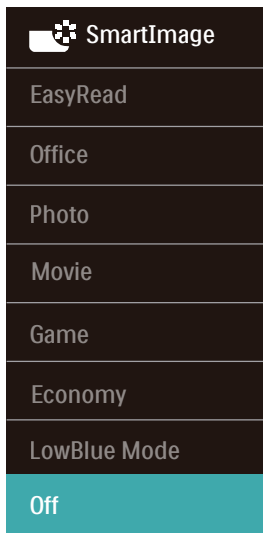 SmartImage
EasyRead
Office
Photo
Movie
Game
Economy
LowBlue Mode
Off